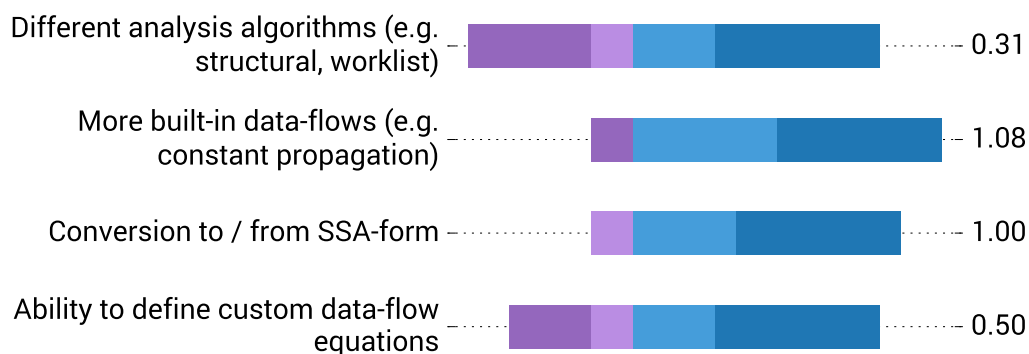 Different analysis algorithms (e.g.
structural, worklist)
0.31
More built-in data-flows (e.g.
constant propagation)
1.08
Conversion to / from SSA-form
1.00
Ability to define custom data-flow
equations
0.50